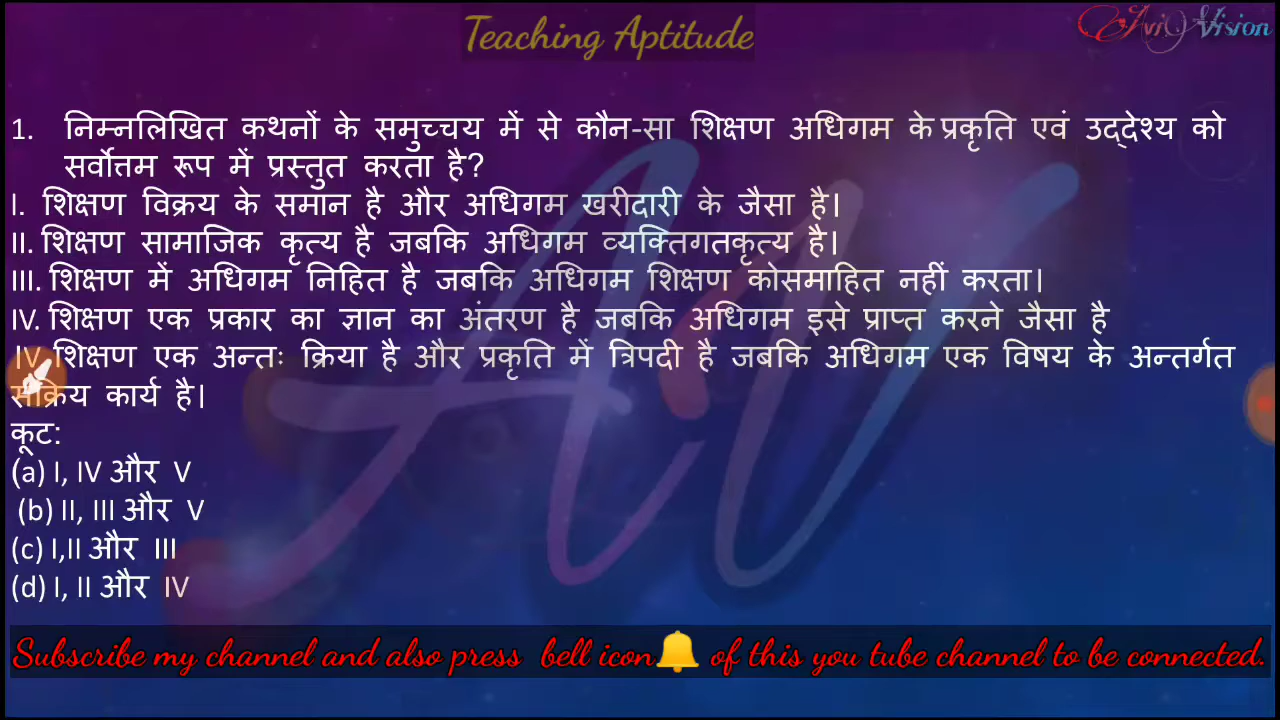 Teaching Aptitude
Avi Vision
1. निम्नलिखित कथनों के समुच्चय में से कौन-सा शिक्षण अधिगम के प्रकृति एवं उद्देश्य को
सर्वोत्तम रूप में प्रस्तुत करता है?
I. शिक्षण विक्रय के समान है और अधिगम खरीदारी के जैसा है।
II. शिक्षण सामाजिक कृत्य है जबकि अधिगम व्यक्तिगतकृत्य है।
III. शिक्षण में अधिगम निहित है जबकि अधिगम शिक्षण कोसमाहित नहीं करता।
IV. शिक्षण एक प्रकार का ज्ञान का अंतरण है जबकि अधिगम इसे प्राप्त करने जैसा है
IV. शिक्षण एक अन्तः क्रिया है और प्रकृति में त्रिपदी है जबकि अधिगम एक विषय के अन्तर्गत
सक्रिय कार्य है।
कूट:
(a) I, IV और V
(b) II, III और V
(c) I,II और III
(d) I, II और IV
AV
Subscribe my channel and also press bell icon🔔 of this you tube channel to be connected.